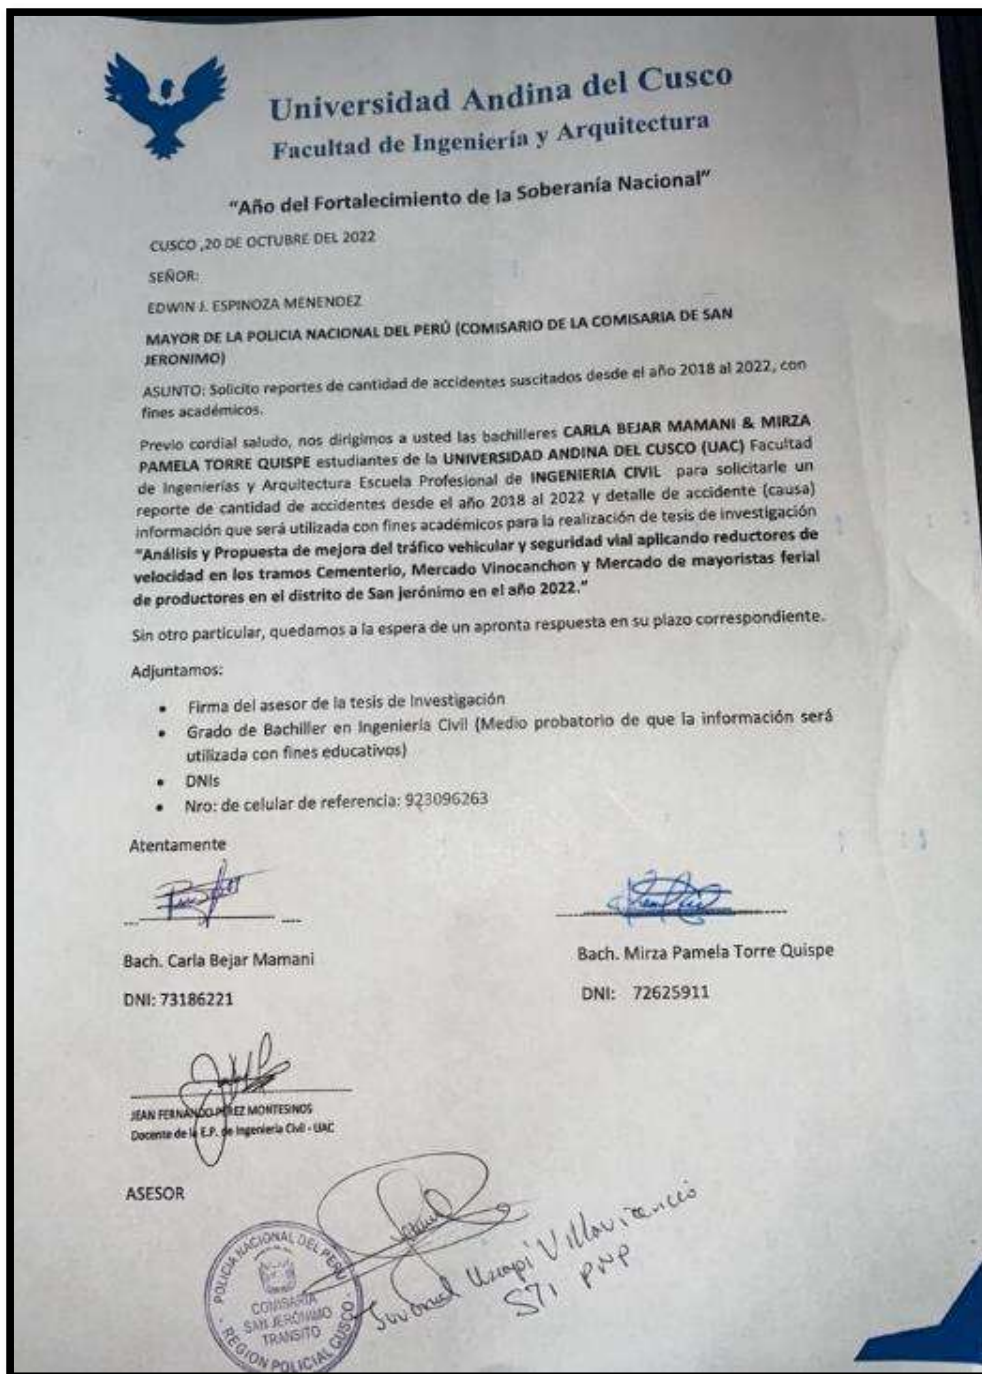 Universidad Andina del Cusco
Facultad de Ingeniería y Arquitectura
“Año del Fortalecimiento de la Soberanía Nacional”
CUSCO ,20 DE OCTUBRE DEL 2022
SEÑOR:
EDWIN J. ESPINOZA MENENDEZ
MAYOR DE LA POLICIA NACIONAL DEL PERÚ (COMISARIO DE LA COMISARIA DE SAN
JERONIMO)
ASUNTO: Solicito reportes de cantidad de accidentes suscitados desde el año 2018 al 2022, con
fines académicos.
Previo cordial saludo, nos dirigimos a usted las bachilleres CARLA BEJAR MAMANI & MIRZA
PAMELA TORRE QUISPE estudiantes de la UNIVERSIDAD ANDINA DEL CUSCO (UAC) Facultad
de Ingenierías y Arquitectura Escuela Profesional de INGENIERIA CIVIL para solicitarle un
reporte de cantidad de accidentes desde el año 2018 al 2022 y detalle de accidente (causa)
información que será utilizada con fines académicos para la realización de tesis de investigación
“Análisis y Propuesta de mejora del tráfico vehicular y seguridad vial aplicando reductores de
velocidad en los tramos Cementerio, Mercado Vinocanchon y Mercado de mayoristas ferial
de productores en el distrito de San jerónimo en el año 2022.”
Sin otro particular, quedamos a la espera de un apronta respuesta en su plazo correspondiente.
Adjuntamos:
• Firma del asesor de la tesis de Investigación
• Grado de Bachiller en Ingeniería Civil (Medio probatorio de que la información será
utilizada con fines educativos)
• DNIs
• Nro: de celular de referencia: 923096263
Atentamente
Bach. Carla Bejar Mamani
DNI: 73186221
Bach. Mirza Pamela Torre Quispe
DNI: 72625911
JEAN FERNANDO PEREZ MONTESINOS
Docente de la E.P. de Ingeniería Civil - UAC
ASESOR
POLICIA NACIONAL DEL PERÚ
COMISARIA
SAN JERÓNIMO
TRANSITO
REGION POLICIAL CUSCO
Villavicencio
PNP